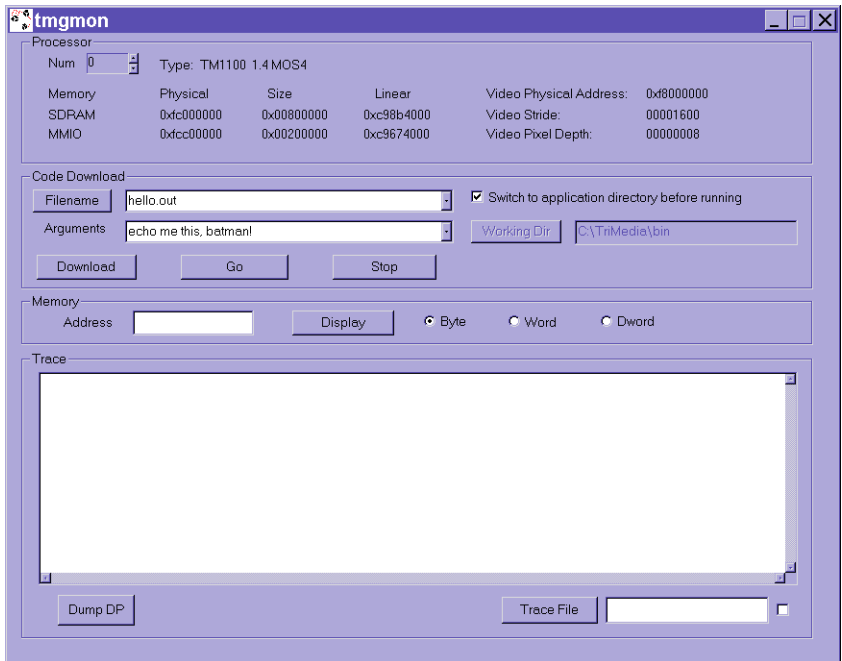 tmgmon
Processor
Num 0 Type: TM1100 1.4 MOS4
Memory Physical Size Linear Video Physical Address: 0xf8000000
SDRAM 0xfc000000 0x00800000 0xc98b4000 Video Stride: 00001600
MMIO 0xfcc00000 0x00200000 0xc9674000 Video Pixel Depth: 00000008
Code Download
Filename hello.out Switch to application directory before running
Arguments echo me this, batman! Working Dir C:\TriMedia\bin
Download Go Stop
Memory
Address Display Byte Word Dword
Trace
Dump DP Trace File